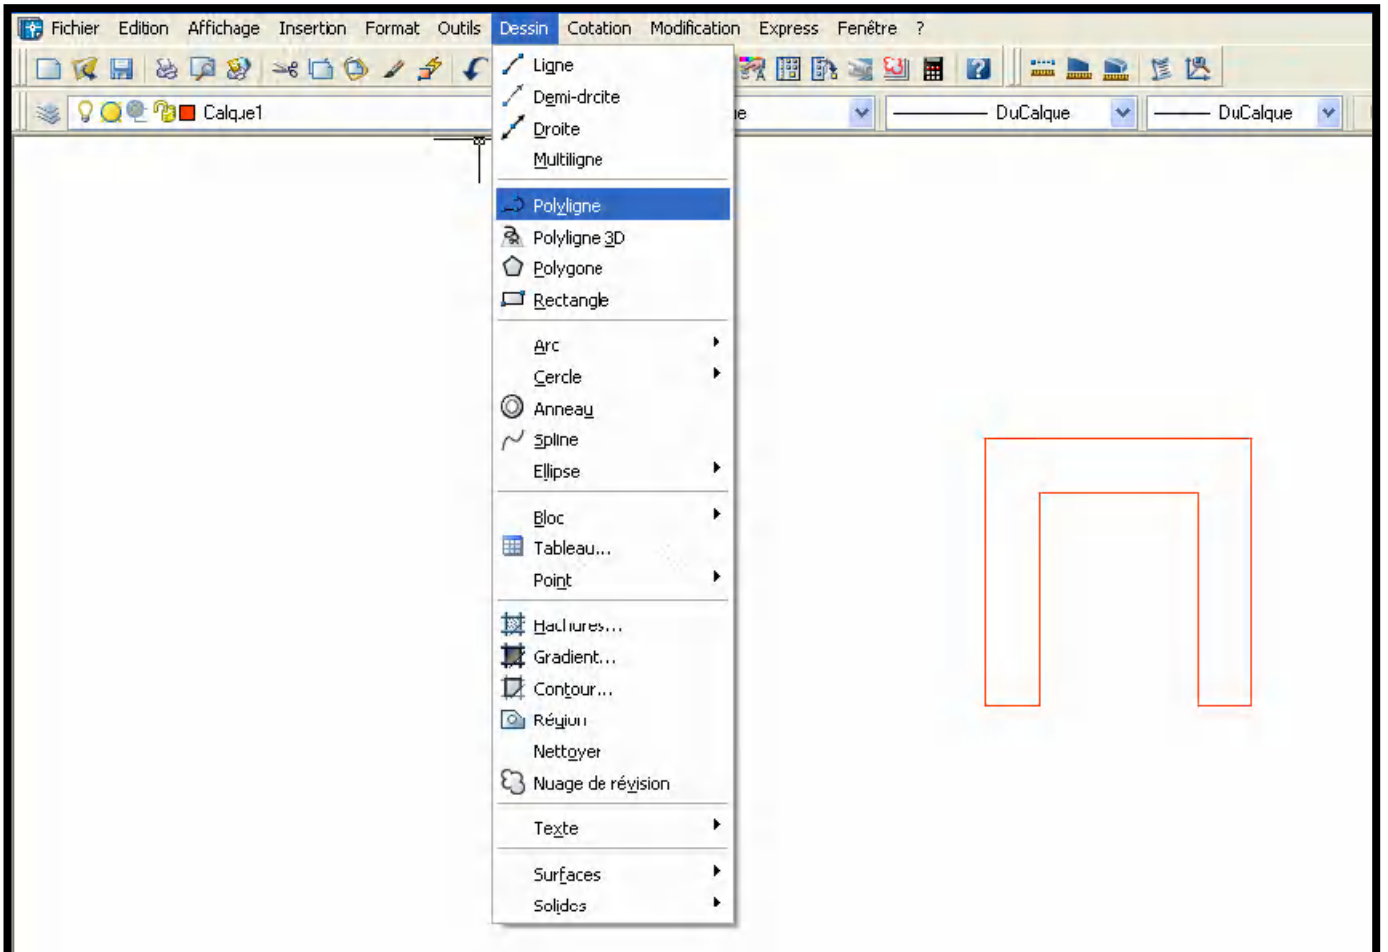 Fichier Edition Affichage Insertion Format Outils Dessin Cotation Modification Express Fenêtre ?
Calque1
DuCalque DuCalque
Ligne
Demi-drcite
Droite
Multiligne
Polyligne
Polyligne 3D
Polygone
Rectangle
Arc
Cercle
Anneau
Spline
Ellipse
Bloc
Tableau...
Point
Hachures...
Gradient...
Contour...
Région
Nettoyer
Nuage de révision
Texte
Surfaces
Solides